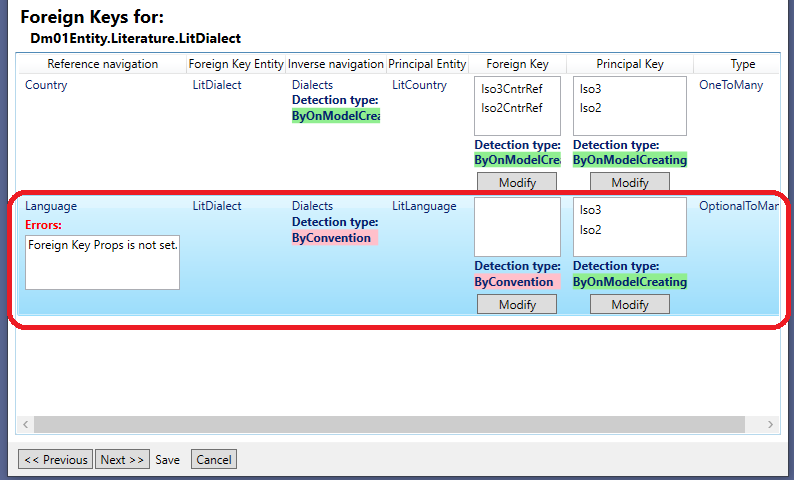 Foreign Keys for:
Dm01Entity.Literature.LitDialect
Reference navigation Foreign Key Entity Inverse navigation Principal Entity Foreign Key Principal Key Type
Country LitDialect Dialects LitCountry Iso3CntrRef Iso3 OneToMany
Detection type: Iso2CntrRef Iso2
ByOnModelCrea
Detection type: Detection type:
ByOnModelCrea ByOnModelCreating
Modify Modify
Language LitDialect Dialects LitLanguage Iso3 OptionalToMan
Errors: Detection type: Iso2
Foreign Key Props is not set. ByConvention
Detection type: Detection type:
ByConvention ByOnModelCreating
Modify Modify
<< Previous Next >> Save Cancel